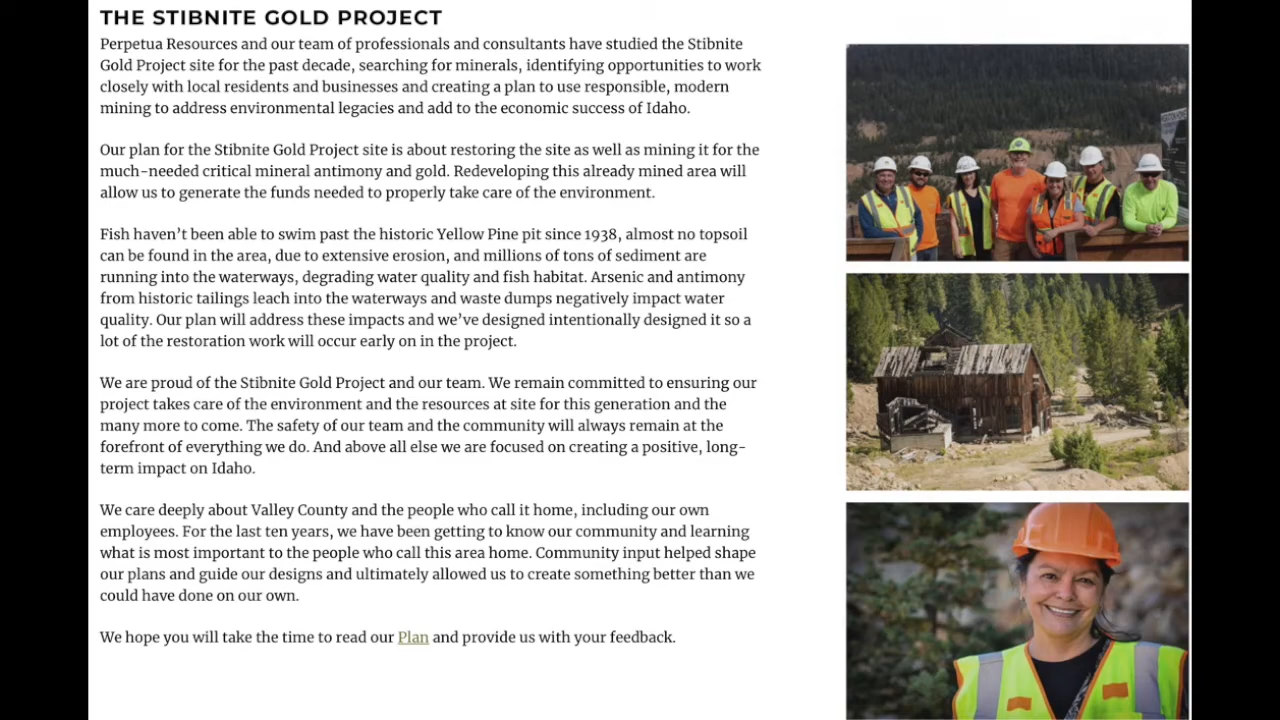 THE STIBNITE GOLD PROJECT
Perpetua Resources and our team of professionals and consultants have studied the Stibnite
Gold Project site for the past decade, searching for minerals, identifying opportunities to work
closely with local residents and businesses and creating a plan to use responsible, modern
mining to address environmental legacies and add to the economic success of Idaho.
Our plan for the Stibnite Gold Project site is about restoring the site as well as mining it for the
much-needed critical mineral antimony and gold. Redeveloping this already mined area will
allow us to generate the funds needed to properly take care of the environment.
Fish haven’t been able to swim past the historic Yellow Pine pit since 1938, almost no topsoil
can be found in the area, due to extensive erosion, and millions of tons of sediment are
running into the waterways, degrading water quality and fish habitat. Arsenic and antimony
from historic tailings leach into the waterways and waste dumps negatively impact water
quality. Our plan will address these impacts and we’ve designed intentionally designed it so a
lot of the restoration work will occur early on in the project.
We are proud of the Stibnite Gold Project and our team. We remain committed to ensuring our
project takes care of the environment and the resources at site for this generation and the
many more to come. The safety of our team and the community will always remain at the
forefront of everything we do. And above all else we are focused on creating a positive, long-
term impact on Idaho.
We care deeply about Valley County and the people who call it home, including our own
employees. For the last ten years, we have been getting to know our community and learning
what is most important to the people who call this area home. Community input helped shape
our plans and guide our designs and ultimately allowed us to create something better than we
could have done on our own.
We hope you will take the time to read our Plan and provide us with your feedback.